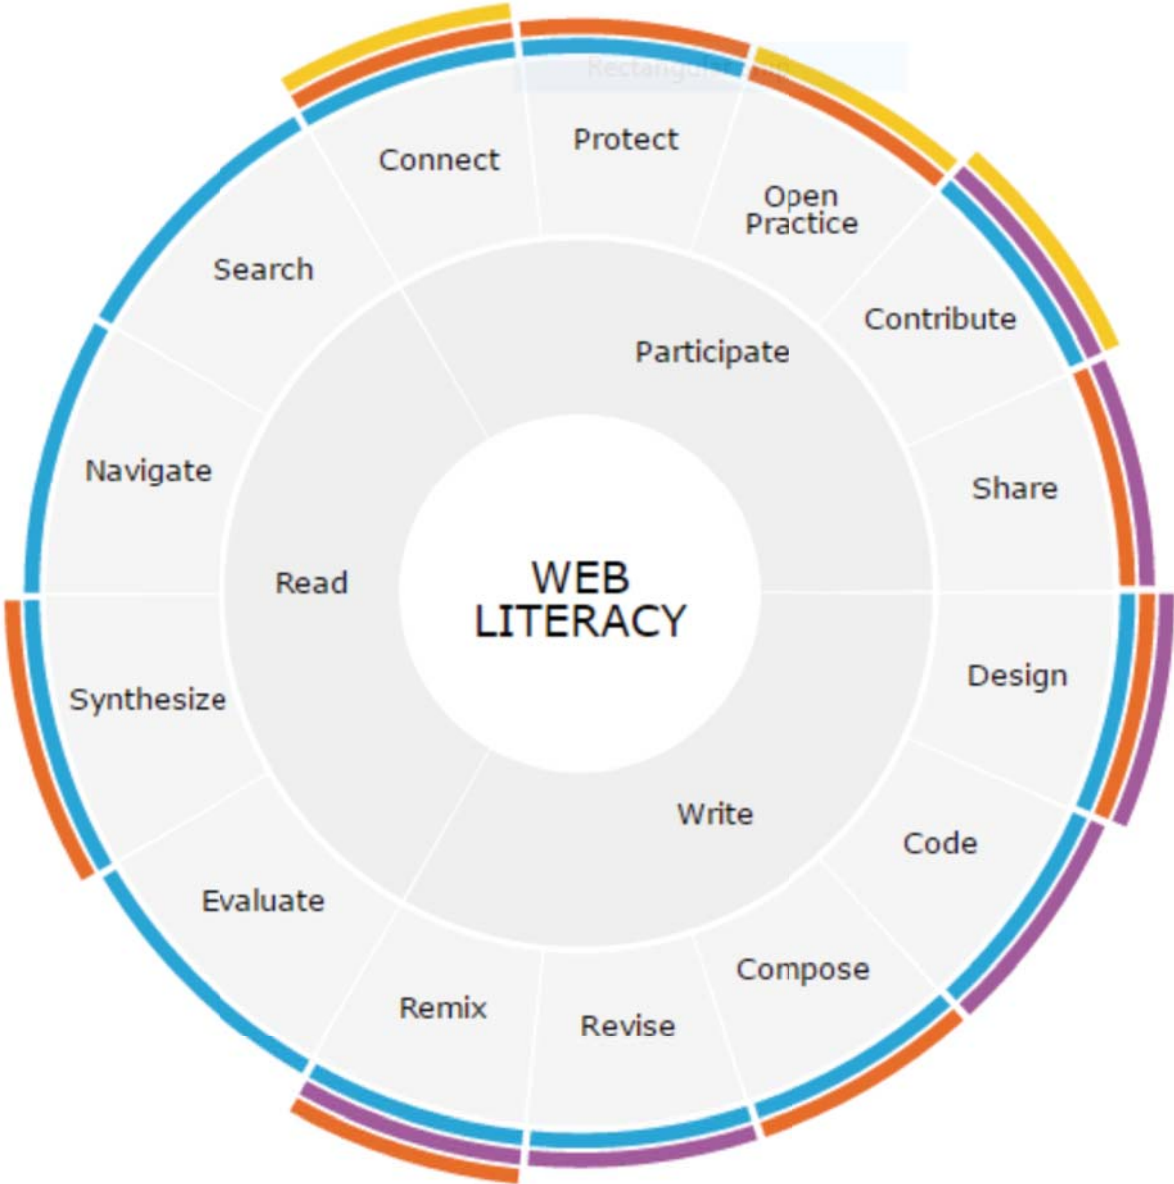 Connect
Protect
Open
Practice
Contribute
Share
Design
Code
Compose
Revise
Remix
Evaluate
Synthesize
Navigate
Search
Participate
Read
Write
WEB
LITERACY